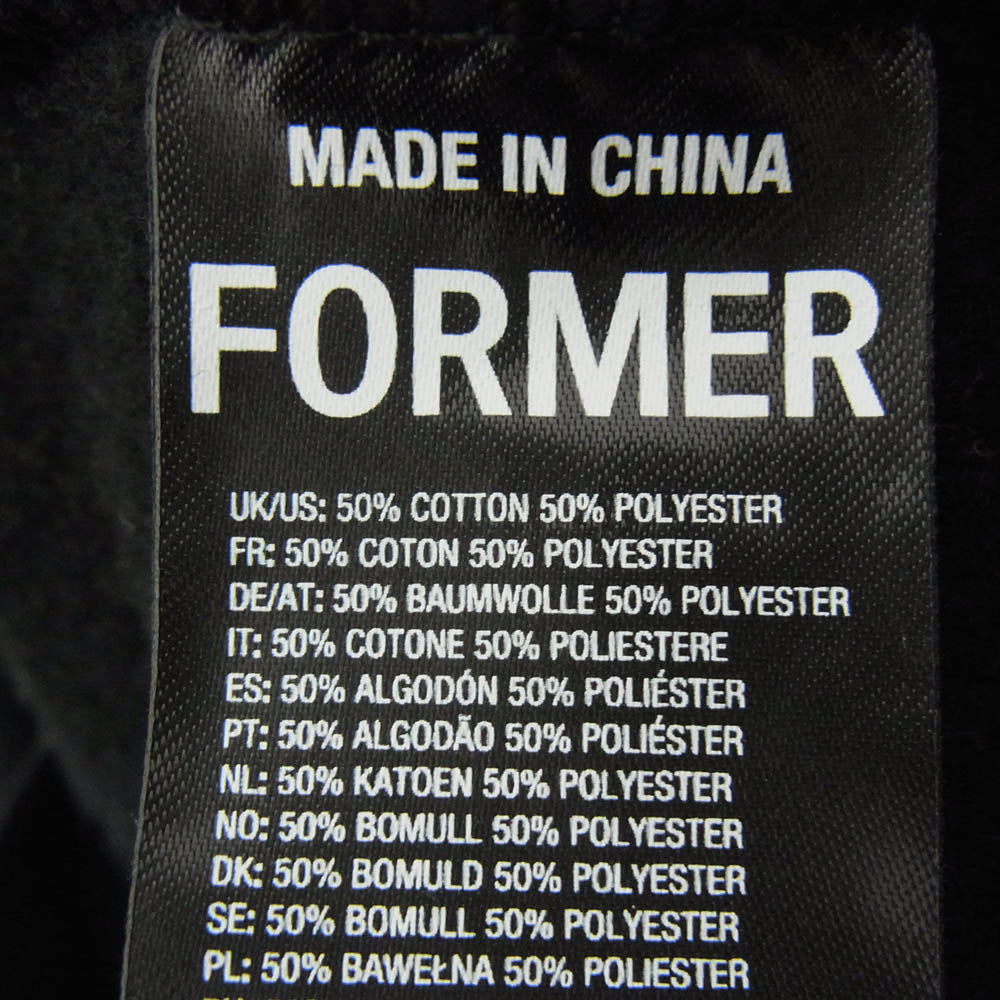 MADE IN CHINA
FORMER
UK/US: 50% COTTON 50% POLYESTER
FR: 50% COTON 50% POLYESTER
DE/AT: 50% BAUMWOLLE 50% POLYESTER
IT: 50% COTONE 50% POLIESTERE
ES: 50% ALGODÓN 50% POLIÉSTER
PT: 50% ALGODÃO 50% POLIÉSTER
NL: 50% KATOEN 50% POLYESTER
NO: 50% BOMULL 50% POLYESTER
DK: 50% BOMULD 50% POLYESTER
SE: 50% BOMULL 50% POLYESTER
PL: 50% BAWEŁNA 50% POLIESTER